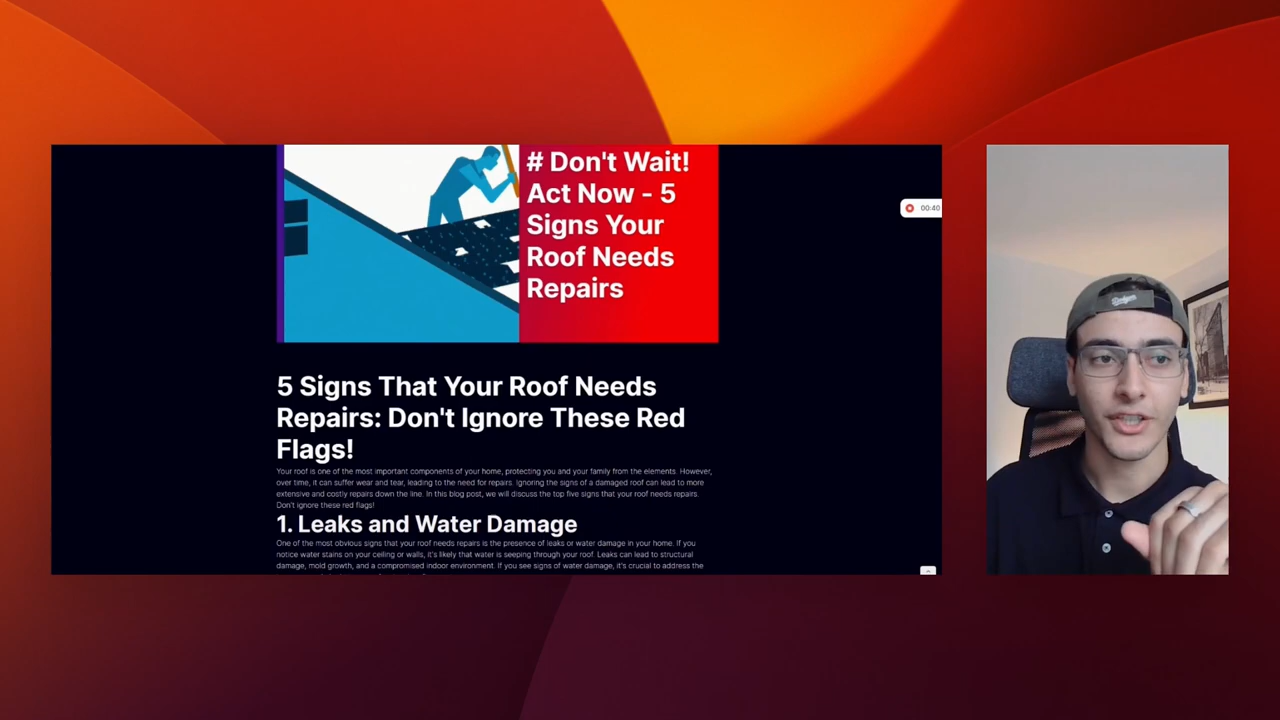 # Don't Wait!
Act Now - 5
Signs Your
Roof Needs
Repairs
00:40
5 Signs That Your Roof Needs
Repairs: Don't Ignore These Red
Flags!
Your roof is one of the most important components of your home, protecting you and your family from the elements. However,
over time, it can suffer wear and tear, leading to the need for repairs. Ignoring the signs of a damaged roof can lead to more
extensive and costly repairs down the line. In this blog post, we will discuss the top five signs that your roof needs repairs.
Don't ignore these red flags!
1. Leaks and Water Damage
One of the most obvious signs that your roof needs repairs is the presence of leaks or water damage in your home. If you
notice water stains on your ceiling or walls, it's likely that water is seeping through your roof. Leaks can lead to structural
damage, mold growth, and a compromised indoor environment. If you see signs of water damage, it's crucial to address the